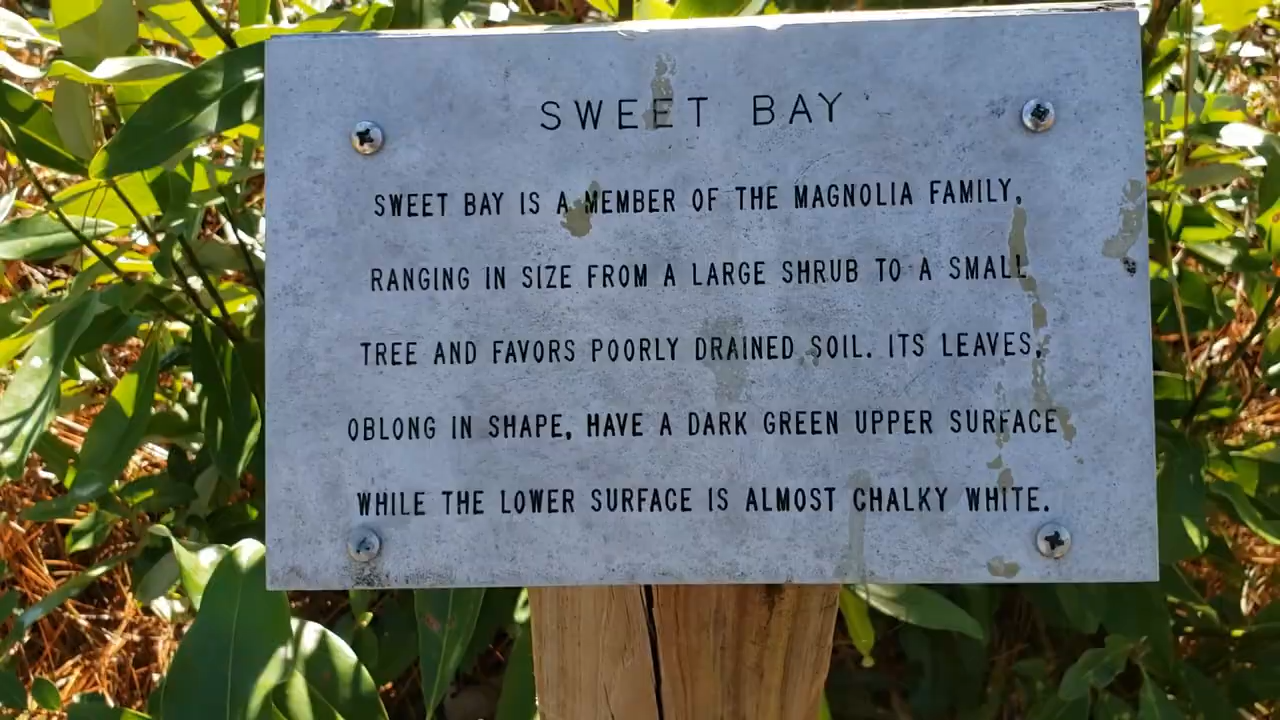 SWEET BAY
SWEET BAY IS A MEMBER OF THE MAGNOLIA FAMILY,
RANGING IN SIZE FROM A LARGE SHRUB TO A SMALL
TREE AND FAVORS POORLY DRAINED SOIL. ITS LEAVES,
OBLONG IN SHAPE, HAVE A DARK GREEN UPPER SURFACE
WHILE THE LOWER SURFACE IS ALMOST CHALKY WHITE.